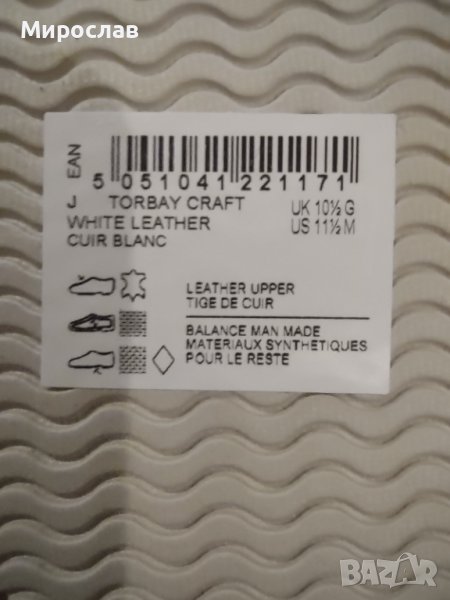 Мирослав
EAN
5 051041 221171
J TORBAY CRAFT UK 10½ G
WHITE LEATHER US 11½ M
CUIR BLANC
LEATHER UPPER
TIGE DE CUIR
BALANCE MAN MADE
MATERIAUX SYNTHETIQUES
POUR LE RESTE
BAZAR